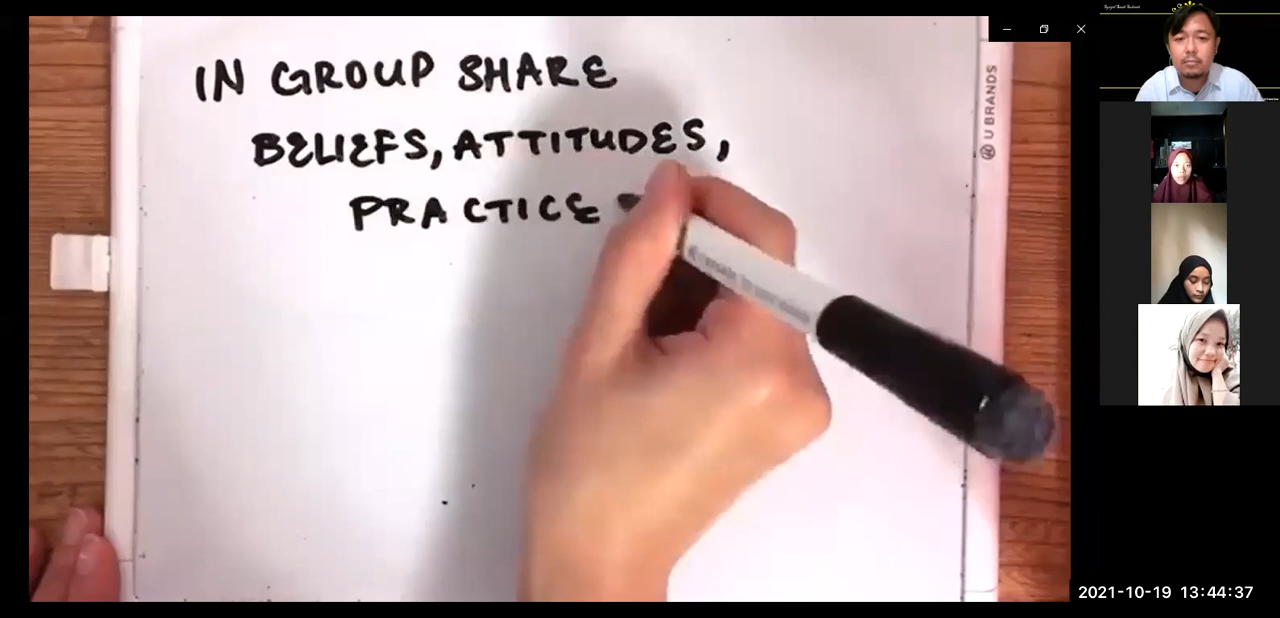 IN GROUP SHARE
BELIEFS, ATTITUDES,
PRACTICE
U BRANDS
2021-10-19 13:44:37